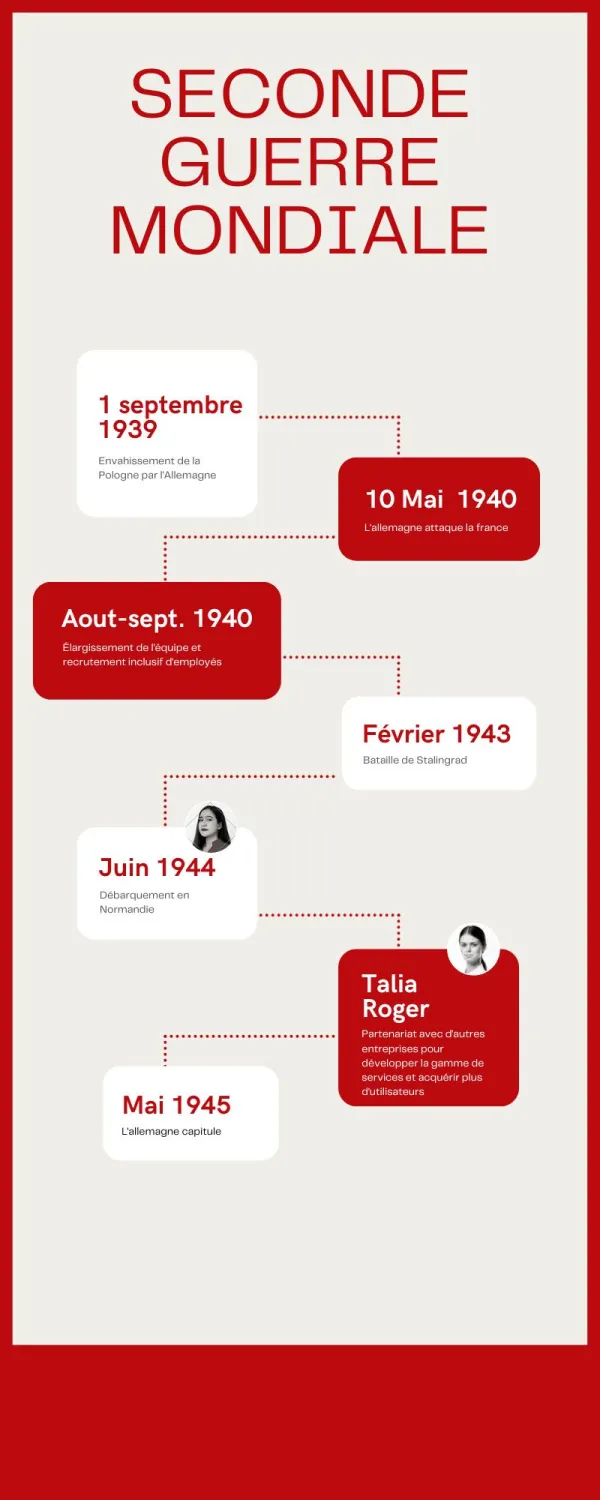 SECONDE
GUERRE
MONDIALE
1 septembre
1939
Envahissement de la
Pologne par l'Allemagne
10 Mai  1940
L'allemagne attaque la france
Aout-sept. 1940
Élargissement de l'équipe et
recrutement inclusif d'employés
Février 1943
Bataille de Stalingrad
Juin 1944
Débarquement en
Normandie
Talia
Roger
Partenariat avec d'autres
entreprises pour
développer la gamme de
services et acquérir plus
d'utilisateurs
Mai 1945
L'allemagne capitule